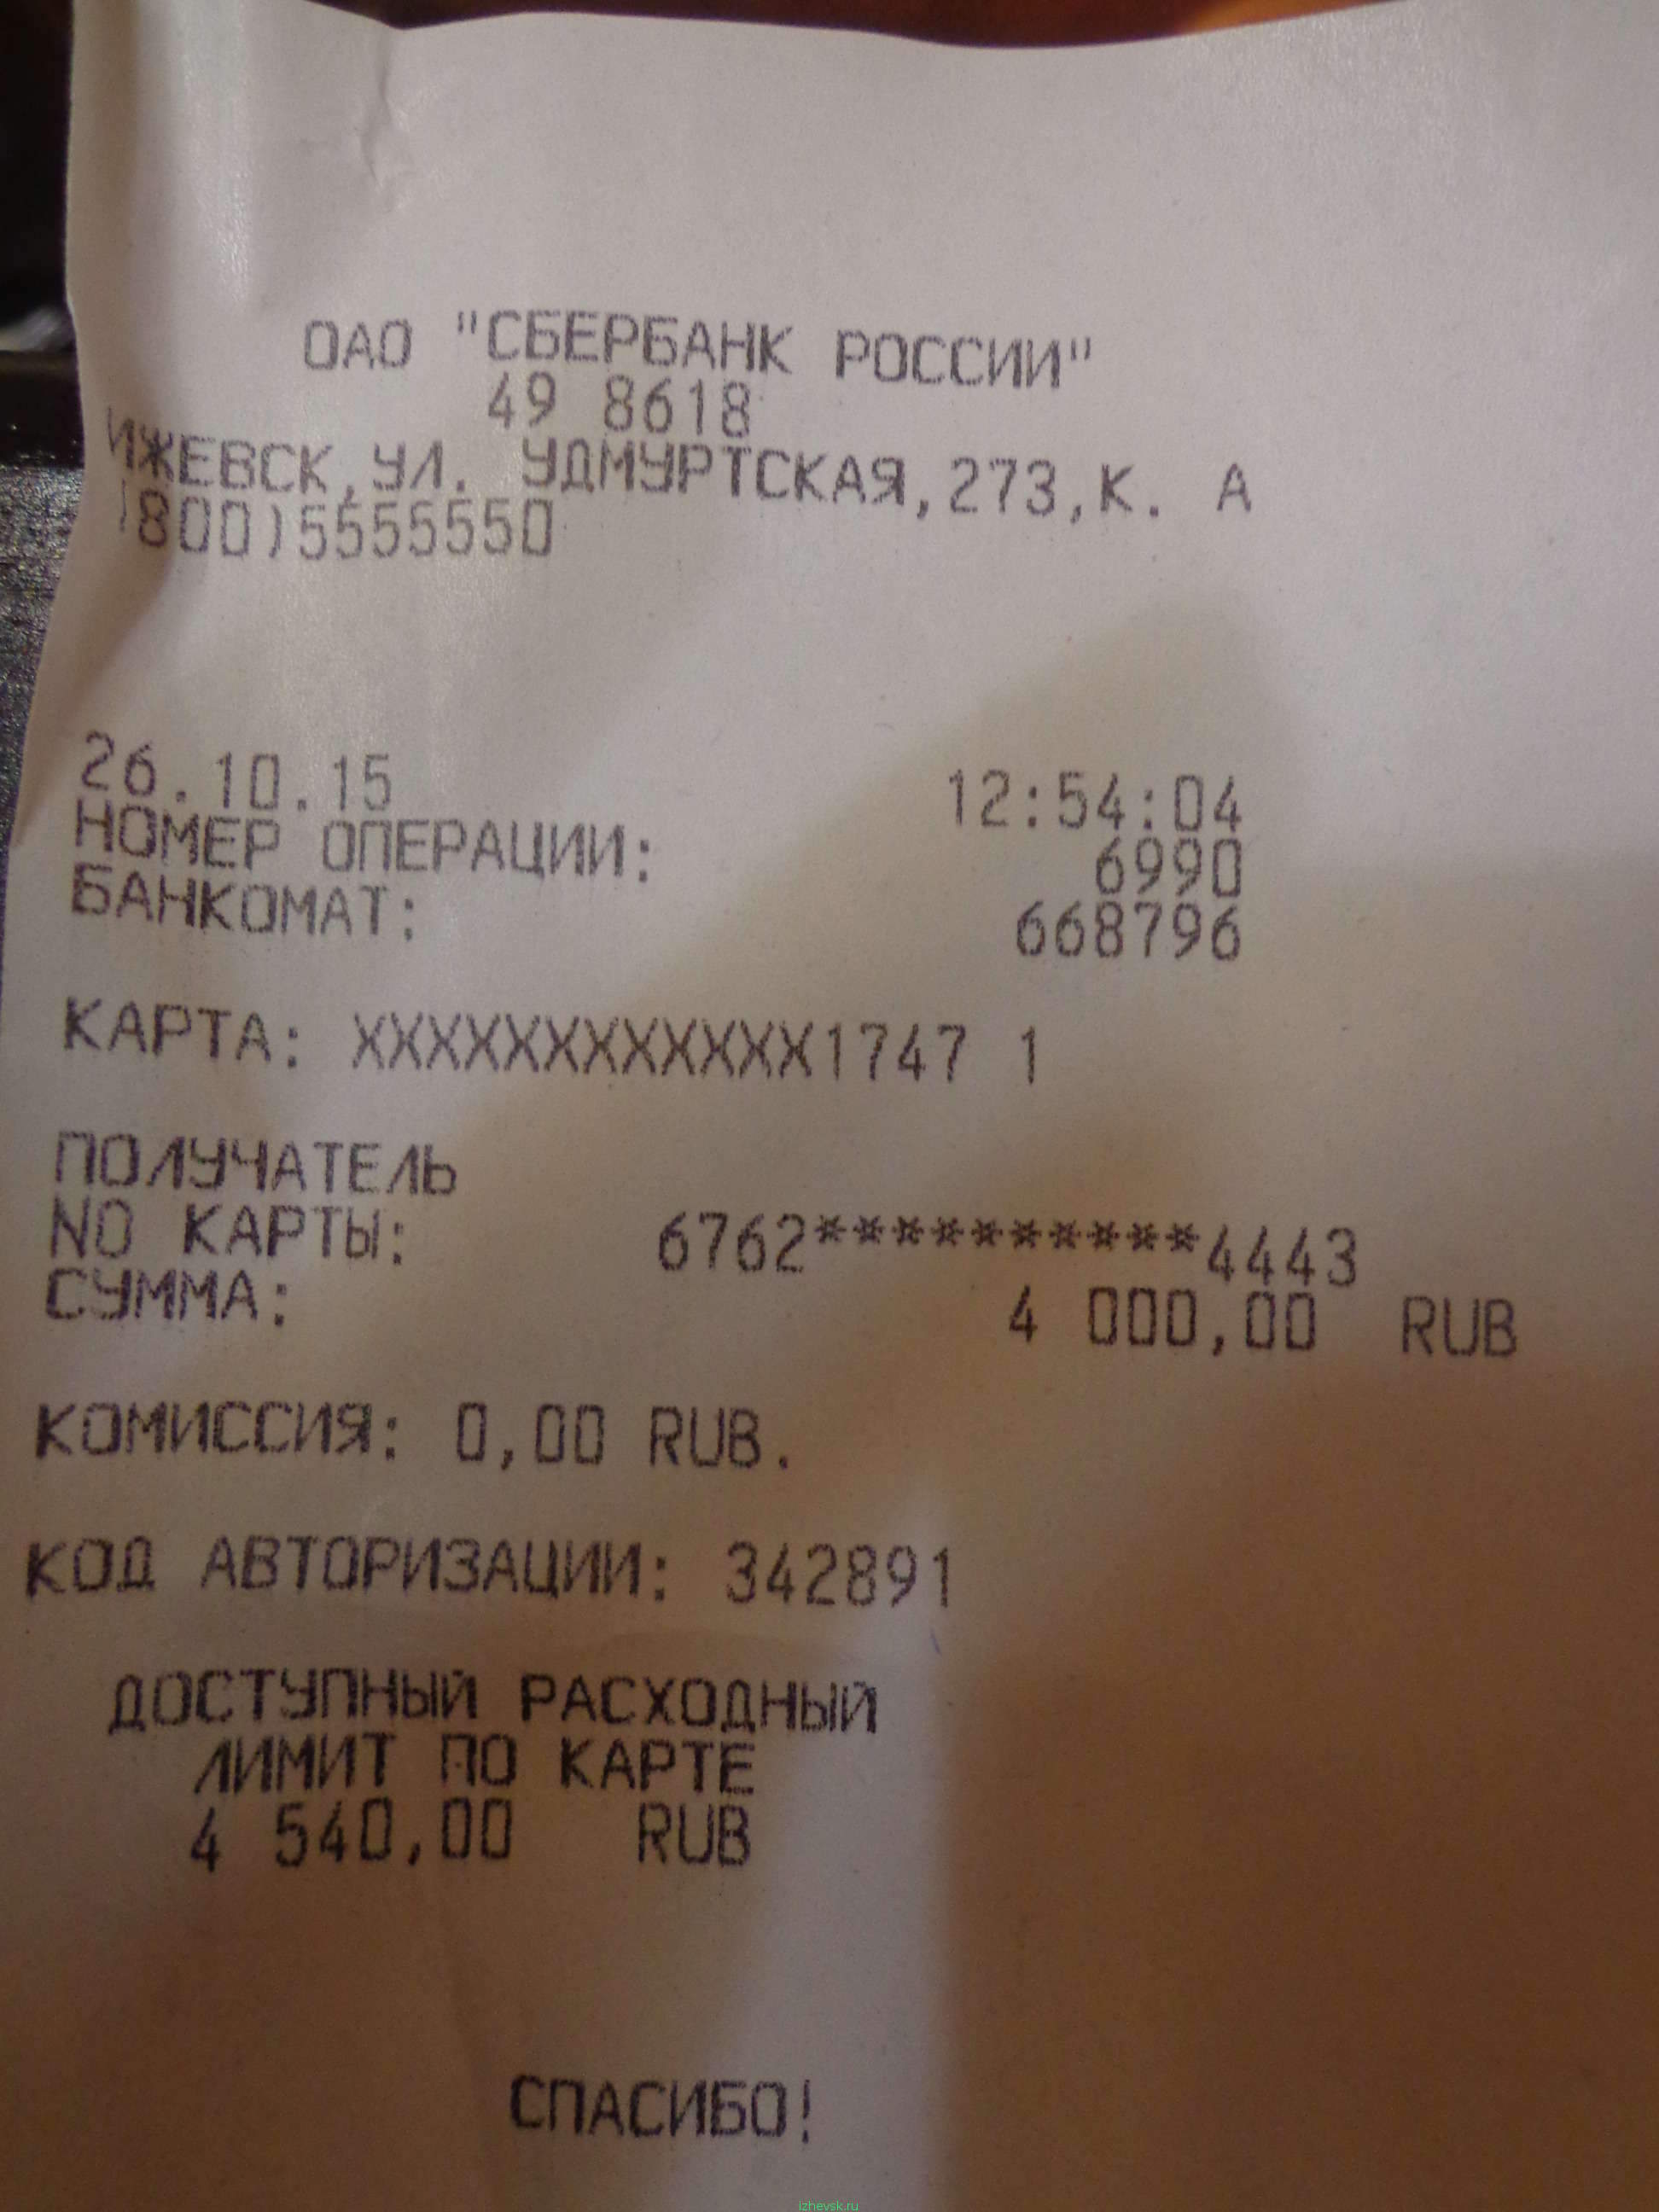 ОАО "СБЕРБАНК РОССИИ"
49 8618
ИЖЕВСК,УЛ. УДМУРТСКАЯ,273,К. А
(800)5555550
26.10.15 12:54:04
НОМЕР ОПЕРАЦИИ: 6990
БАНКОМАТ: 668796
КАРТА: XXXXXXXXXXXX1747 1
ПОЛУЧАТЕЛЬ
NO КАРТЫ: 6762**********4443
СУММА: 4 000,00 RUB
КОМИССИЯ: 0,00 RUB.
КОД АВТОРИЗАЦИИ: 342891
ДОСТУПНЫЙ РАСХОДНЫЙ
ЛИМИТ ПО КАРТЕ
4 540,00 RUB
СПАСИБО!
izhevsk.ru